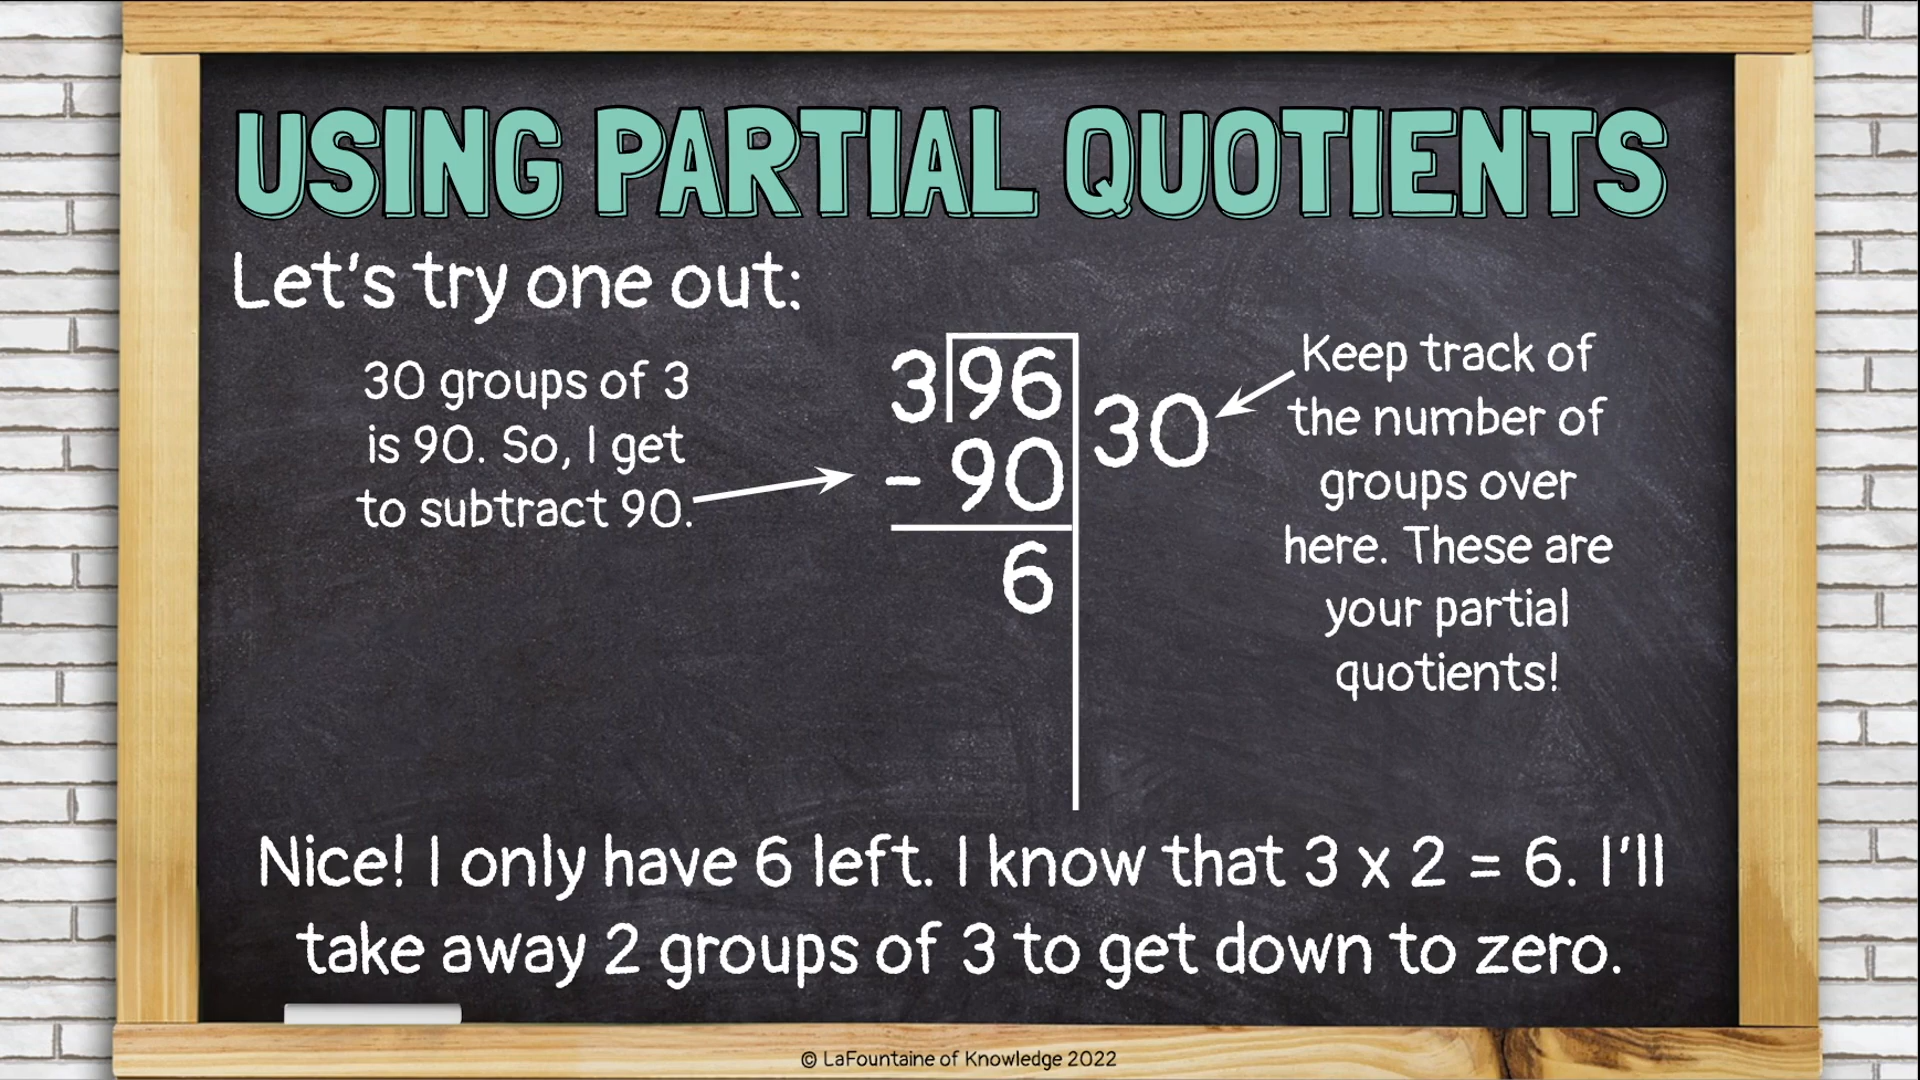 USING PARTIAL QUOTIENTS
Let's try one out:
30 groups of 3
is 90. So, I get
to subtract 90.
3 96
- 90
6
30
Keep track of
the number of
groups over
here. These are
your partial
quotients!
Nice! I only have 6 left. I know that 3 x 2 = 6. I'll
take away 2 groups of 3 to get down to zero.
© LaFountaine of Knowledge 2022